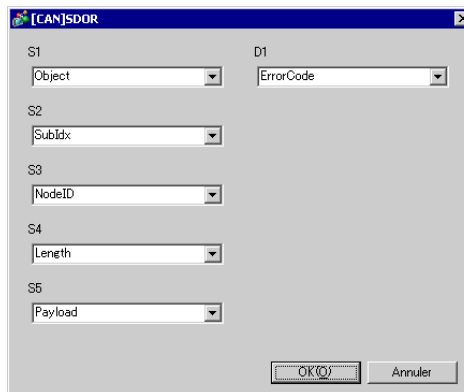 [CAN]SDOR
S1
Object
D1
ErrorCode
S2
SubIdx
S3
NodeID
S4
Length
S5
Payload
OK(O)
Annuler